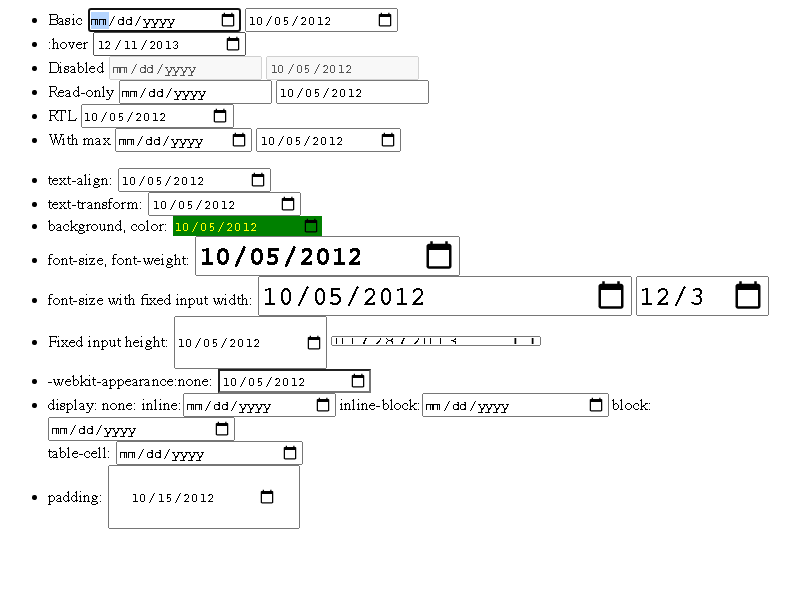 Basic mm/dd/yyyy 10/05/2012
:hover 12/11/2013
Disabled mm/dd/yyyy 10/05/2012
Read-only mm/dd/yyyy 10/05/2012
RTL 10/05/2012
With max mm/dd/yyyy 10/05/2012
text-align: 10/05/2012
text-transform: 10/05/2012
background, color: 10/05/2012
font-size, font-weight: 10/05/2012
font-size with fixed input width: 10/05/2012 12/3
Fixed input height: 10/05/2012
-webkit-appearance:none: 10/05/2012
display: none: inline: mm/dd/yyyy inline-block: mm/dd/yyyy block:
mm/dd/yyyy
table-cell: mm/dd/yyyy
padding: 10/15/2012